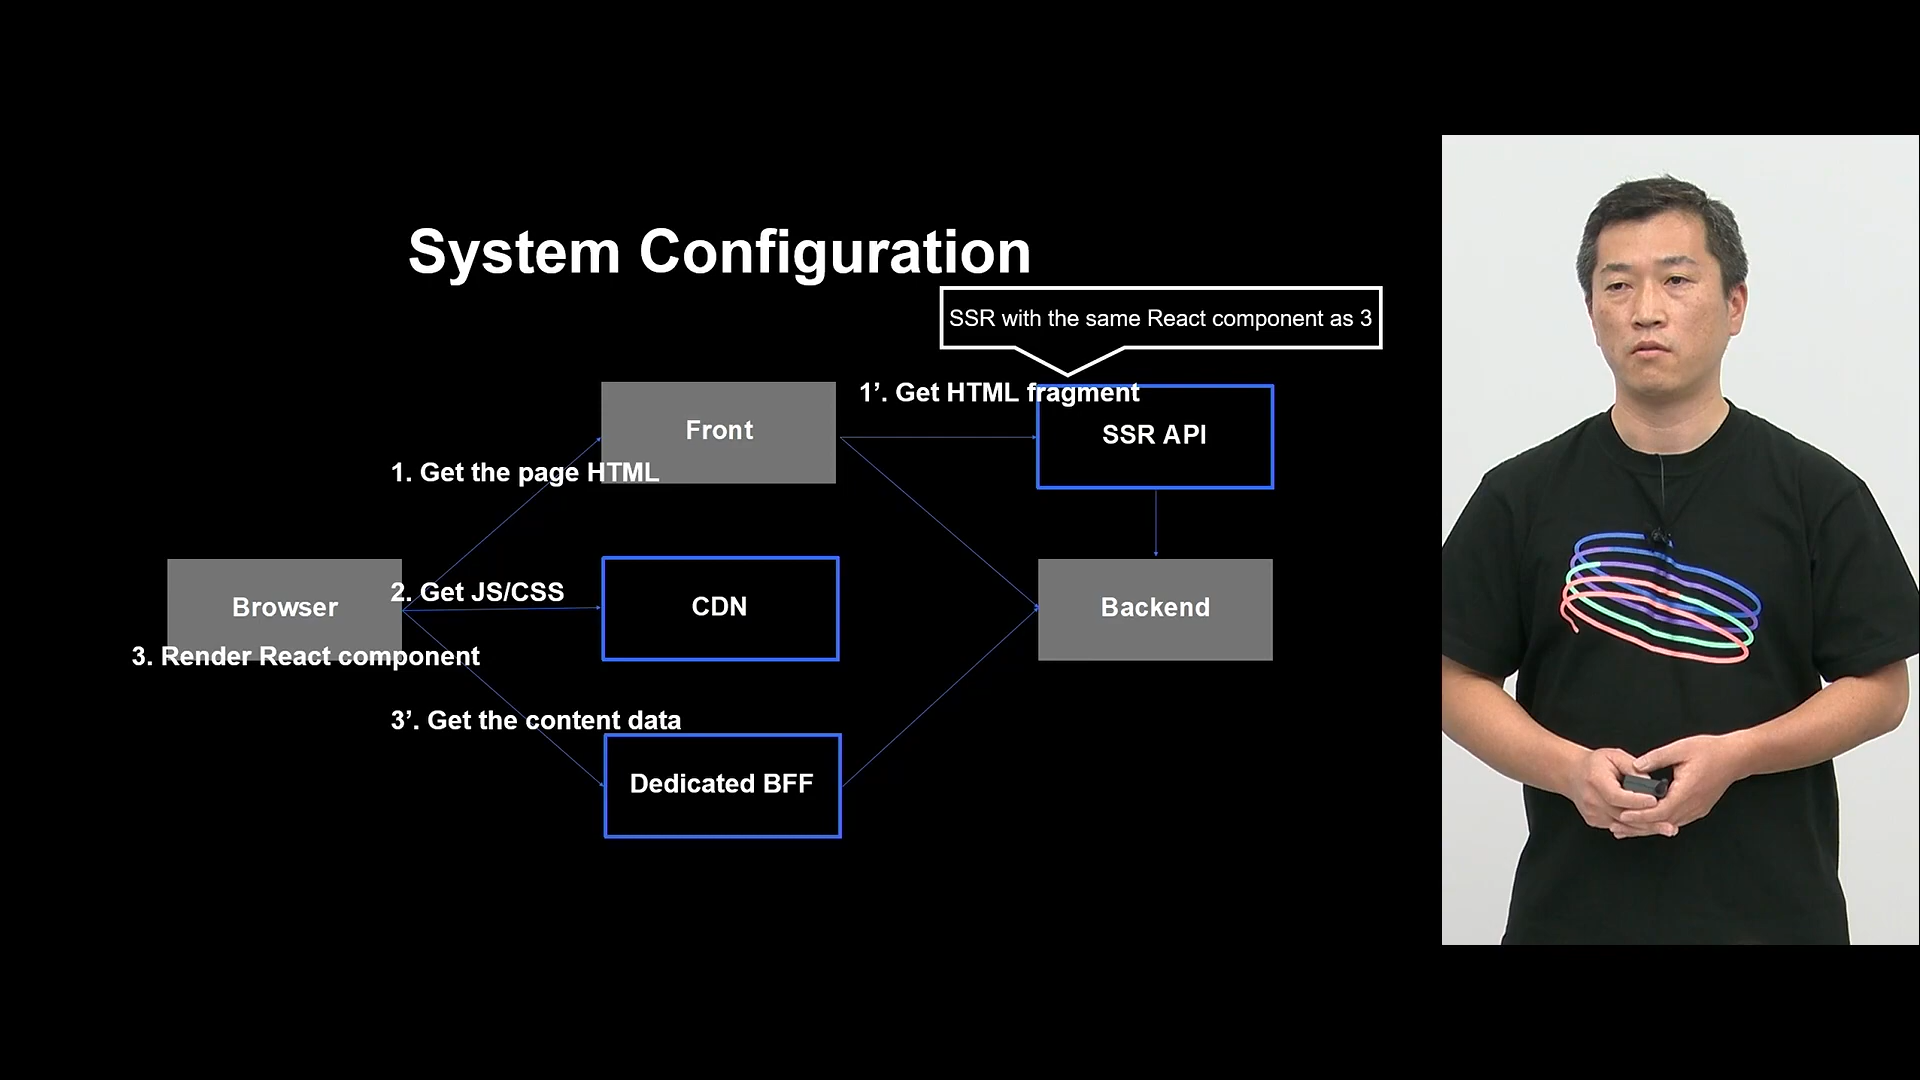 System Configuration
SSR with the same React component as 3
1’. Get HTML fragment
Front
SSR API
1. Get the page HTML
2. Get JS/CSS
Browser
CDN
Backend
3. Render React component
3’. Get the content data
Dedicated BFF